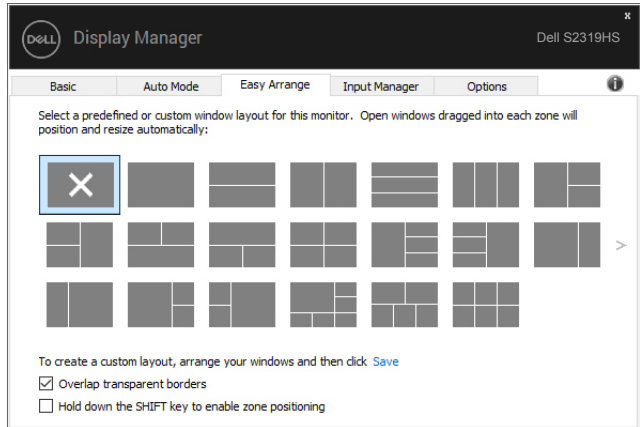 x
DELL Display Manager Dell S2319HS
Basic Auto Mode Easy Arrange Input Manager Options i
Select a predefined or custom window layout for this monitor. Open windows dragged into each zone will
position and resize automatically:
>
To create a custom layout, arrange your windows and then click Save
Overlap transparent borders
Hold down the SHIFT key to enable zone positioning